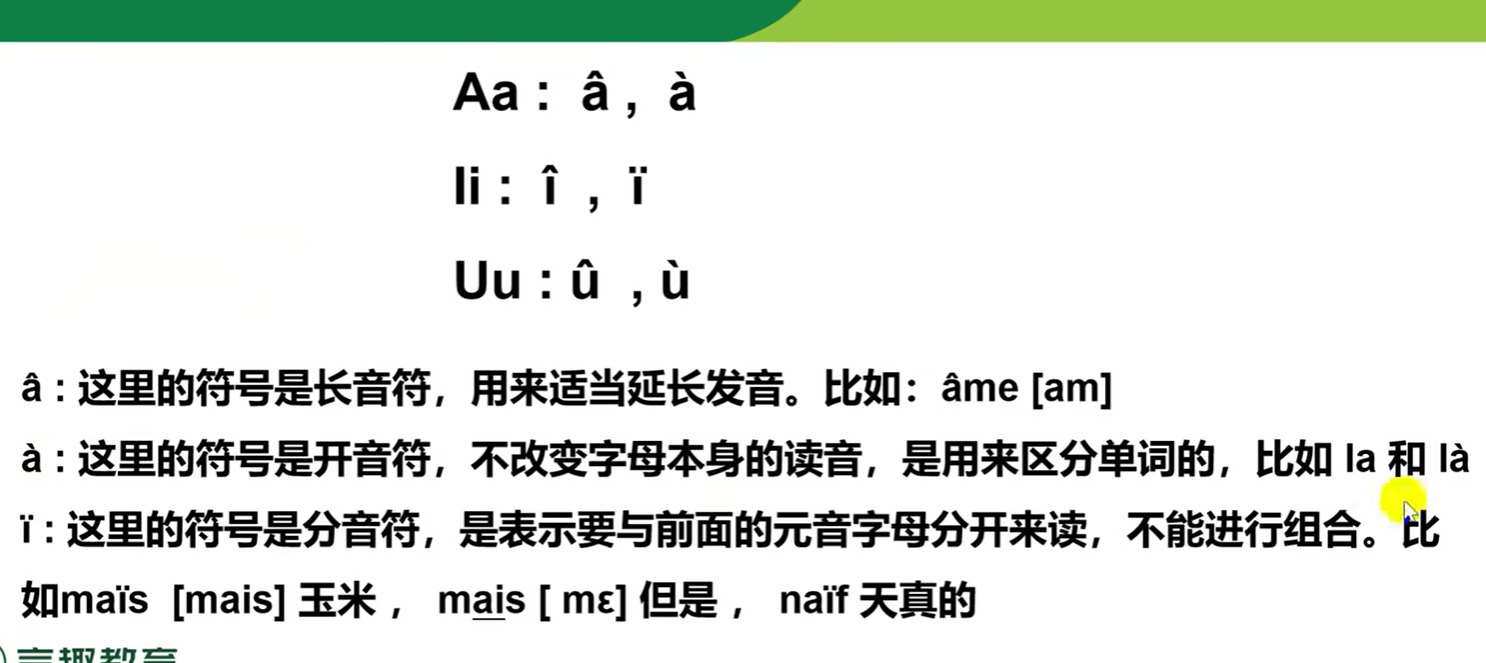 Aa： â ，à
Ii： î ，ï
Uu：û ，ù
â：这里的符号是长音符，用来适当延长发音。比如：âme [am]
à：这里的符号是开音符，不改变字母本身的读音，是用来区分单词的，比如 la 和 là
ï：这里的符号是分音符，是表示要与前面的元音字母分开来读，不能进行组合。比
如maïs [mais] 玉米 ， mais [ mɛ] 但是 ， naïf 天真的